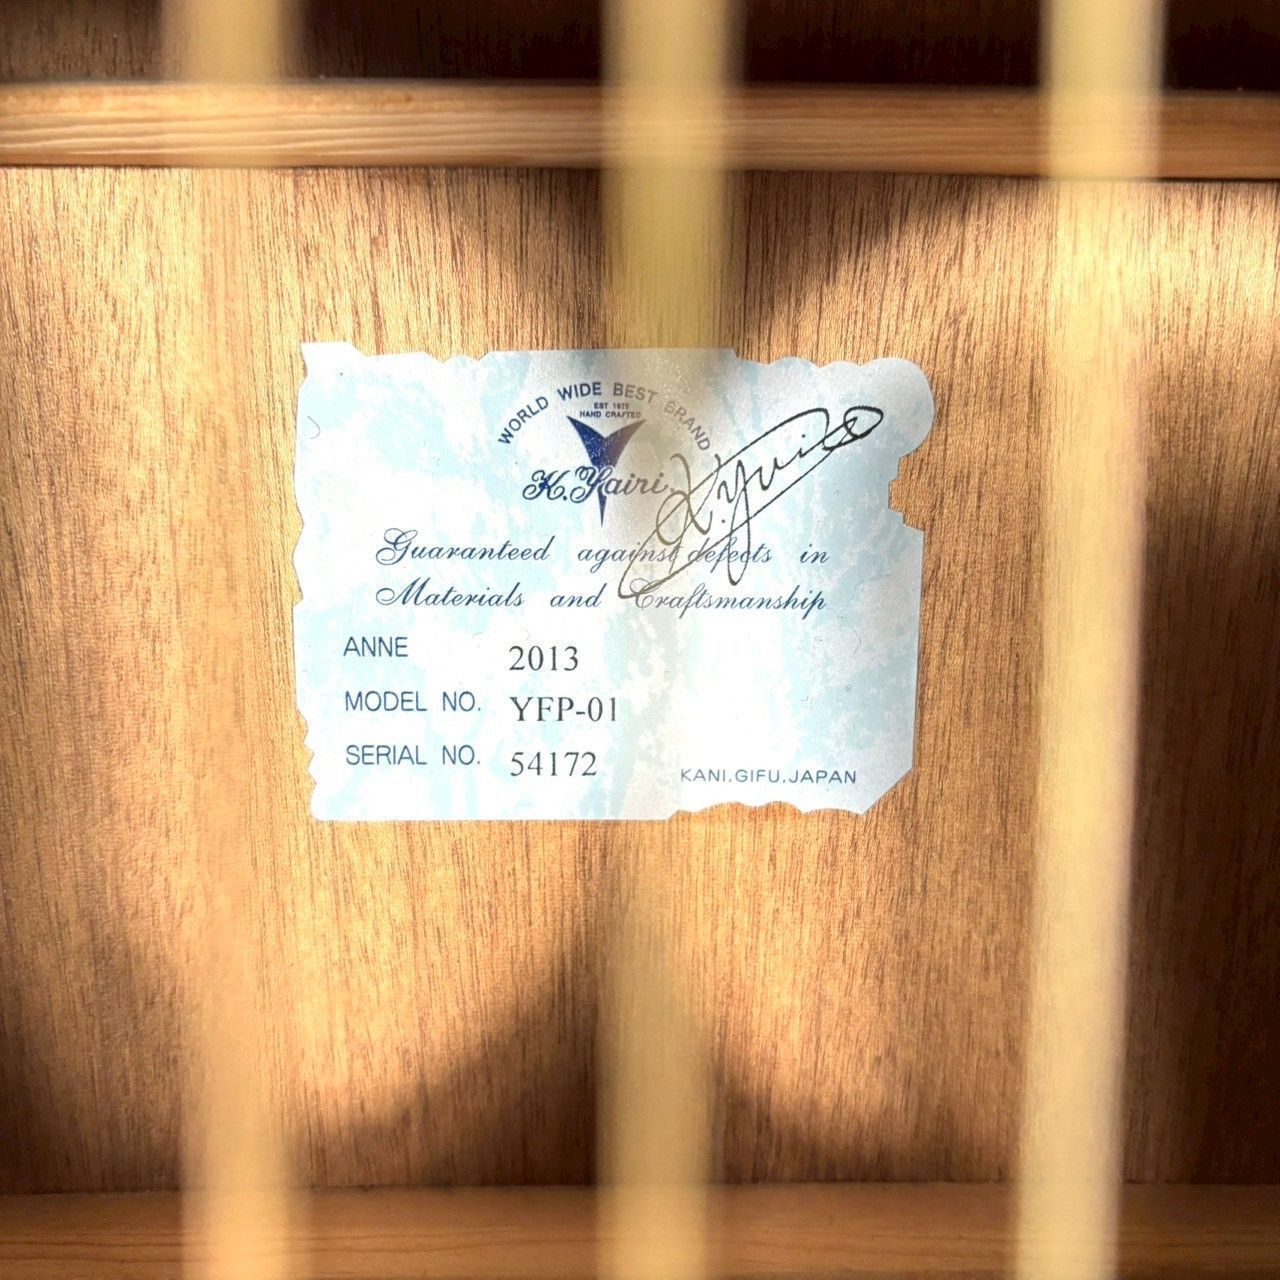 WORLD WIDE BEST BRAND
EST 1935
HAND CRAFTED
K.Yairi
K.Yairi
Guaranteed against defects in
Materials and Craftsmanship
ANNE 2013
MODEL NO. YFP-01
SERIAL NO. 54172
KANI.GIFU.JAPAN